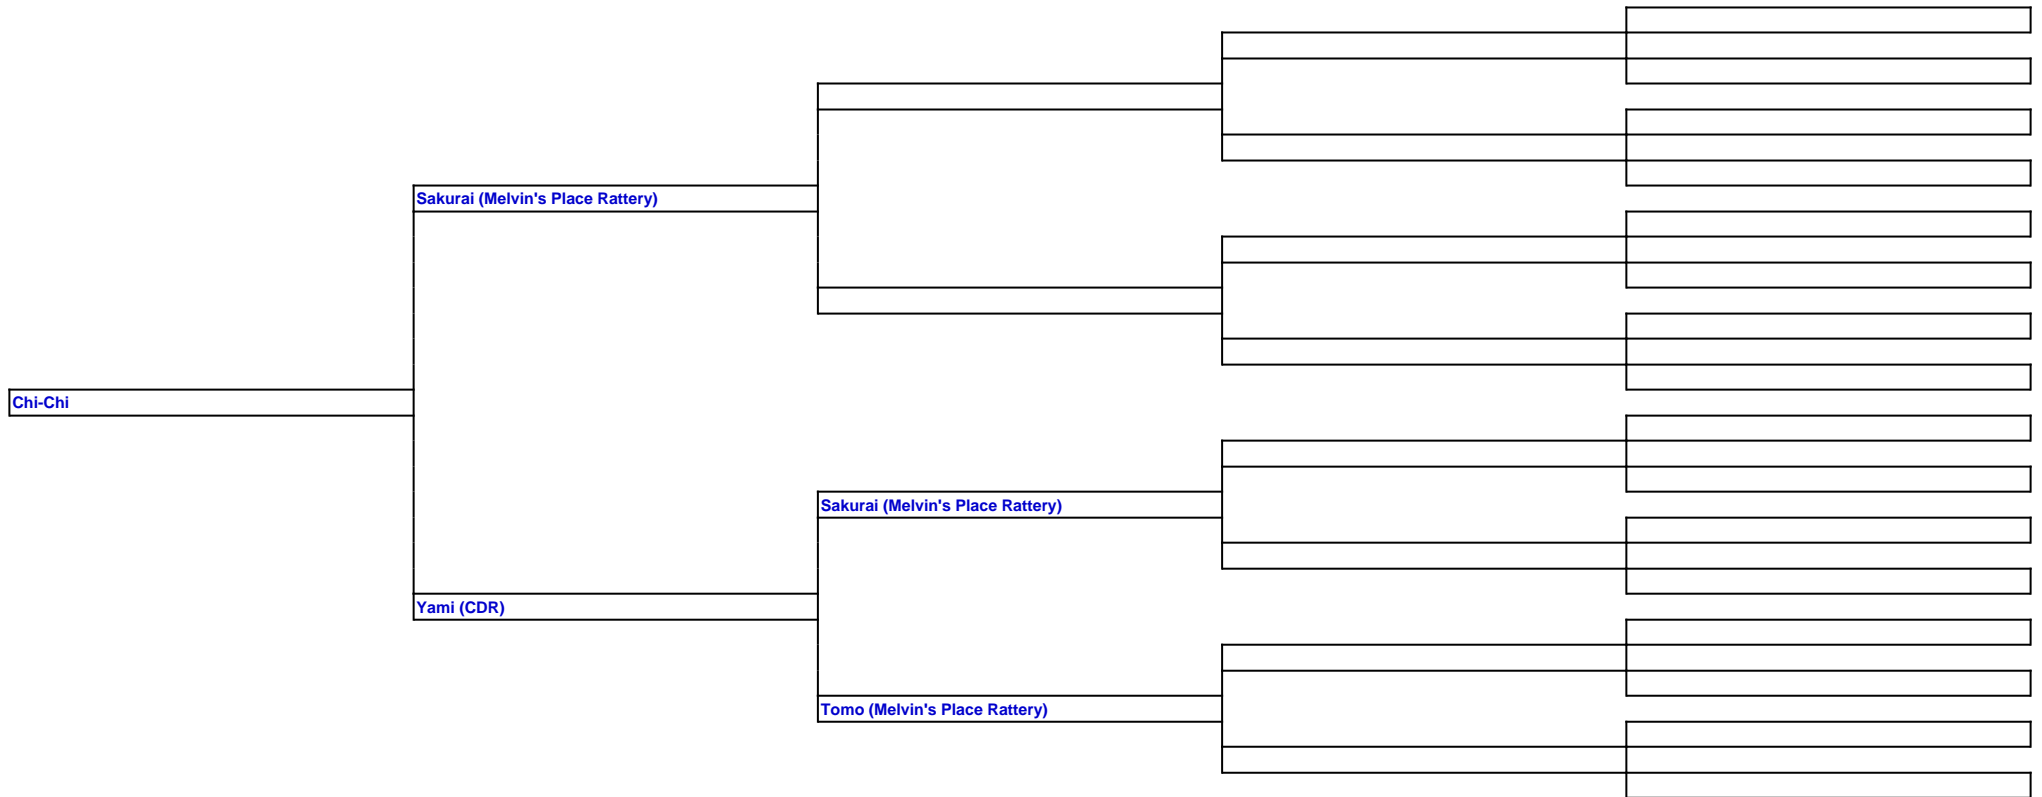 Sakurai (Melvin's Place Rattery)
Chi-Chi
Sakurai (Melvin's Place Rattery)
Yami (CDR)
Tomo (Melvin's Place Rattery)